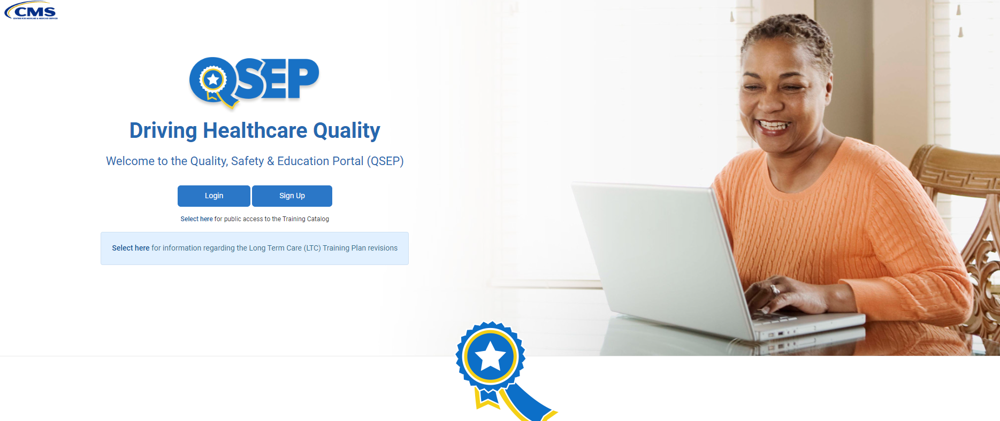 CMS
CENTERS FOR MEDICARE & MEDICAID SERVICES
QSEP
Driving Healthcare Quality
Welcome to the Quality, Safety & Education Portal (QSEP)
Login
Sign Up
Select here for public access to the Training Catalog
Select here for information regarding the Long Term Care (LTC) Training Plan revisions